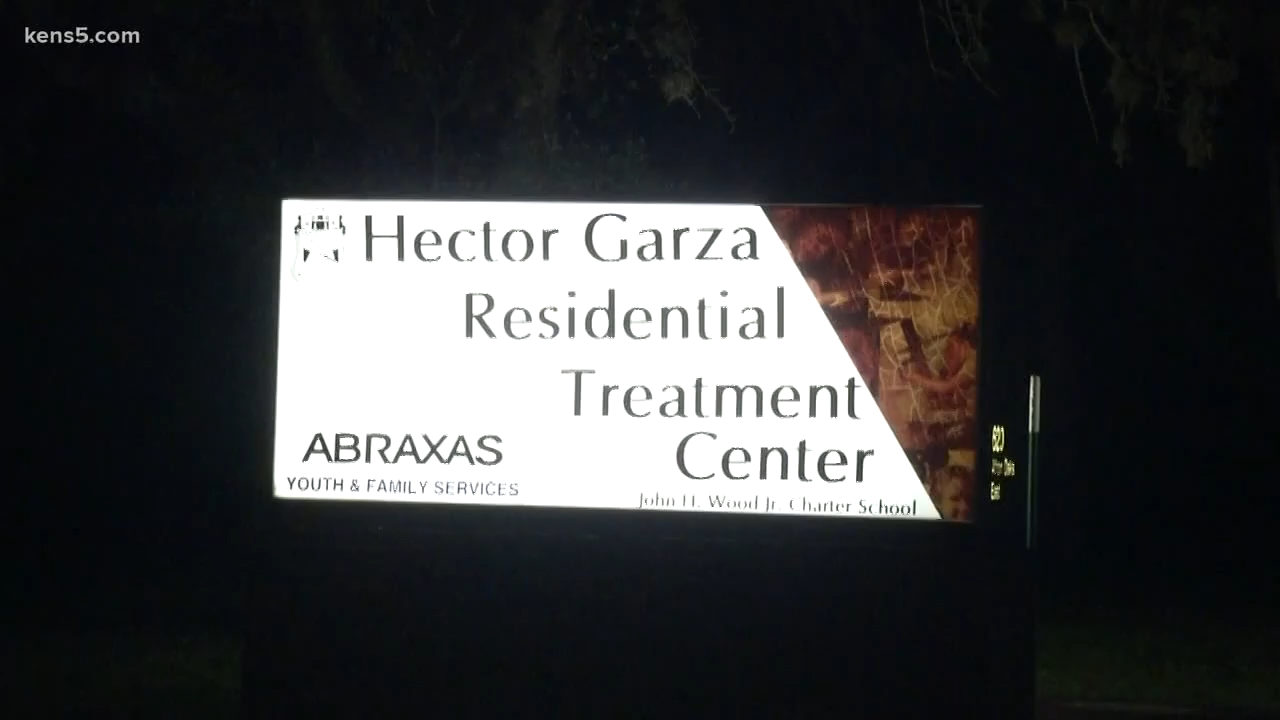 kens5.com
Hector Garza
Residential
Treatment
Center
ABRAXAS
YOUTH & FAMILY SERVICES
John H. Wood Jr. Charter School